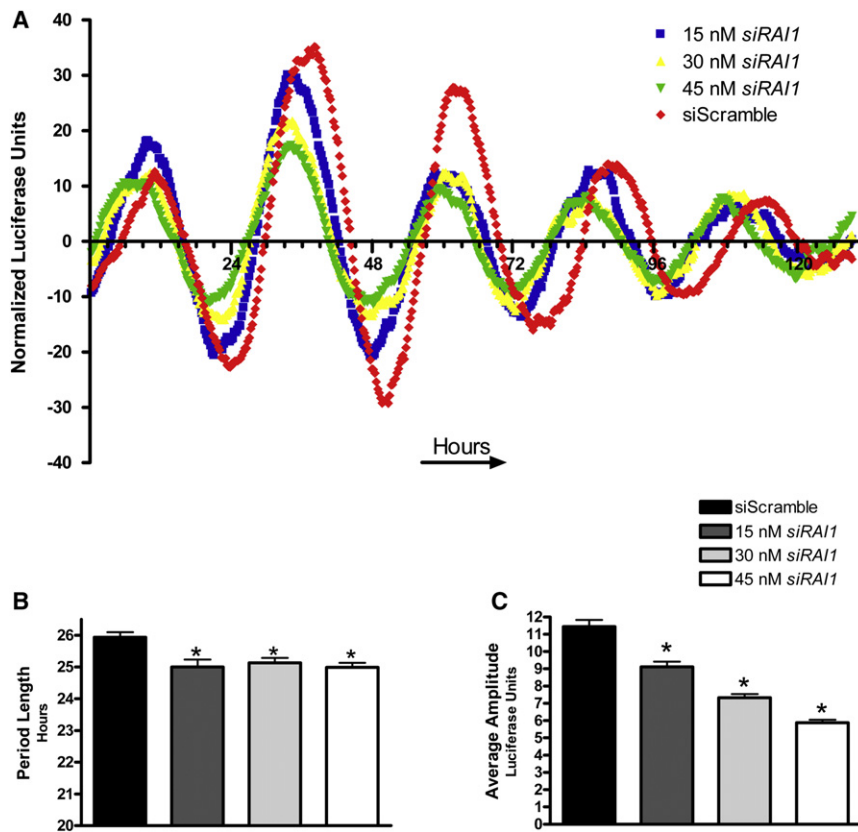 A
Normalized Luciferase Units
40
30
20
10
0
-10
-20
-30
-40
24
48
72
96
120
Hours
15 nM siRAI1
30 nM siRAI1
45 nM siRAI1
siScramble
siScramble
15 nM siRAI1
30 nM siRAI1
45 nM siRAI1
B
Period Length
Hours
26
25
24
23
22
21
20
*
*
*
C
Average Amplitude
Luciferase Units
12
11
10
9
8
7
6
5
4
3
2
1
0
*
*
*